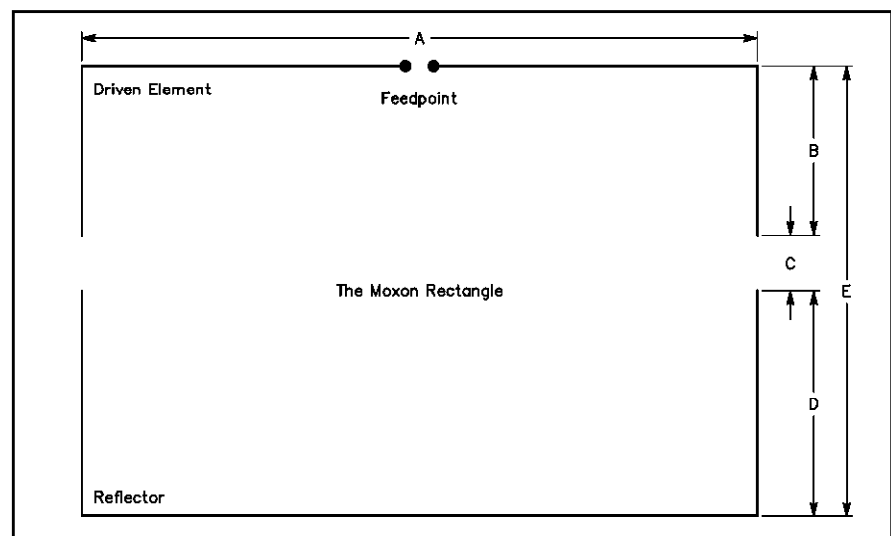 A
Driven Element
Feedpoint
B
C
The Moxon Rectangle
E
D
Reflector